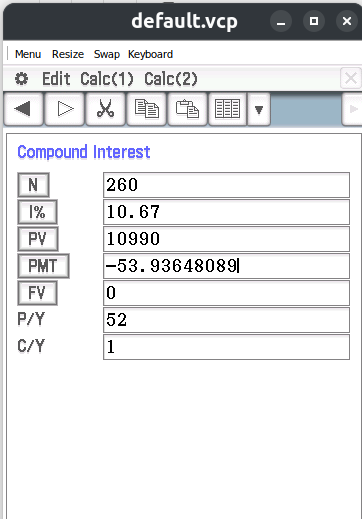 default.vcp
Menu Resize Swap Keyboard
Edit Calc(1) Calc(2)
Compound Interest
N 260
I% 10.67
PV 10990
PMT -53.93648089
FV 0
P/Y 52
C/Y 1